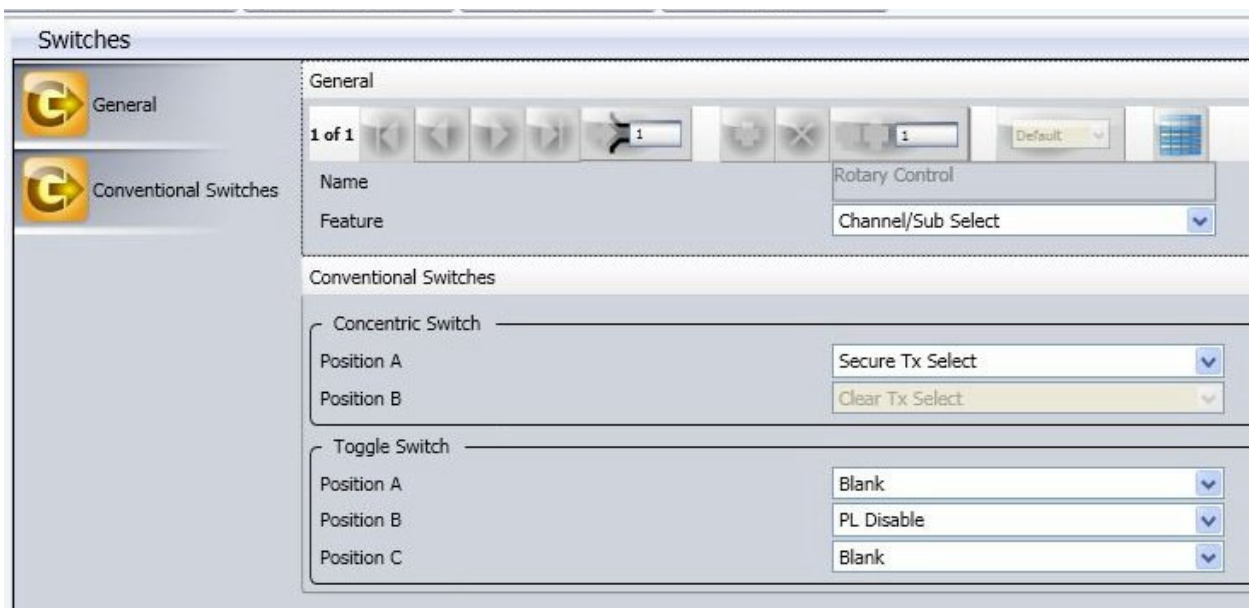 Switches
General
Conventional Switches
General
1 of 1 1 1 Default
Name Rotary Control
Feature Channel/Sub Select
Conventional Switches
Concentric Switch
Position A Secure Tx Select
Position B Clear Tx Select
Toggle Switch
Position A Blank
Position B PL Disable
Position C Blank